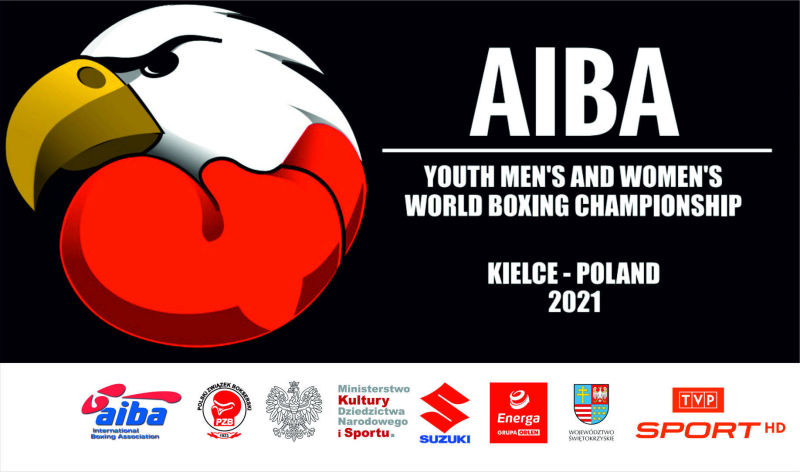 AIBA
YOUTH MEN'S AND WOMEN'S
WORLD BOXING CHAMPIONSHIP
KIELCE - POLAND
2021
aiba
International
Boxing Association
POLSKI ZWIĄZEK BOKSERSKI
PZB
1923
Ministerstwo
Kultury
Dziedzictwa
Narodowego
i Sportu.
SUZUKI
Energa
GRUPA ORLEN
WOJEWÓDZTWO
ŚWIĘTOKRZYSKIE
TVP
SPORT HD